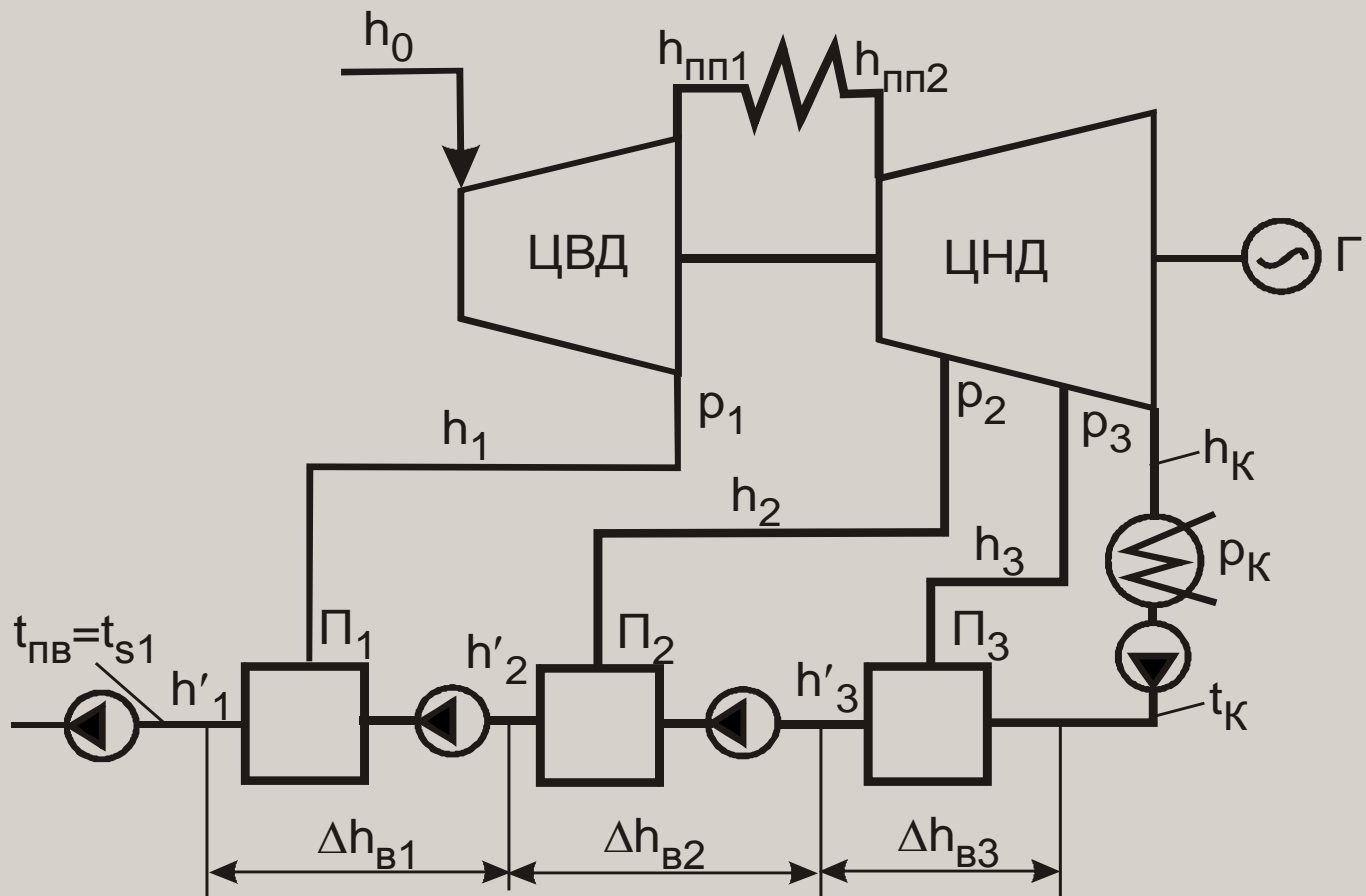 h₀
hпп1
hпп2
ЦВД
ЦНД
Г
p₁
p₂
p₃
h₁
hК
h₂
pК
h₃
П₁
П₂
П₃
tпв=ts1
h′₁
h′₂
h′₃
tК
Δhв1
Δhв2
Δhв3